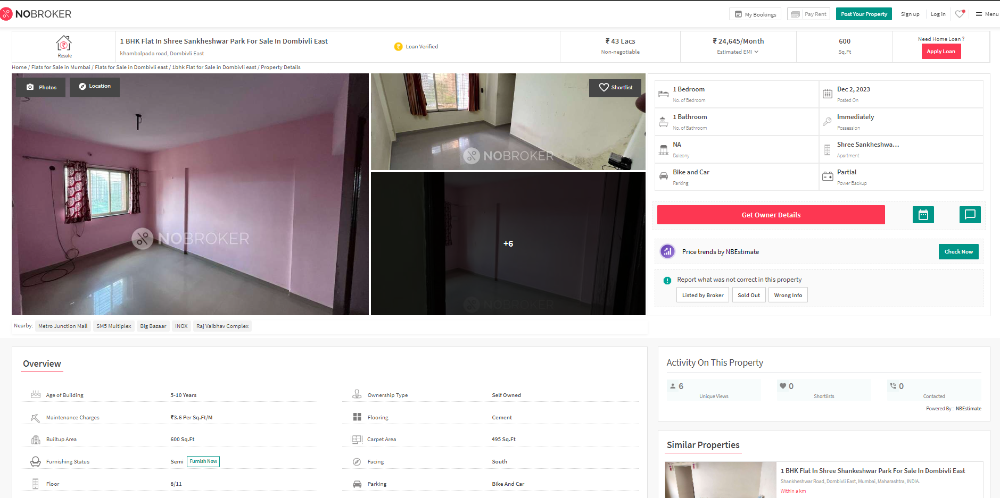 NOBROKER
My Bookings
Pay Rent
Post Your Property
Sign up
Log in
Menu
Resale
1 BHK Flat In Shree Sankheshwar Park For Sale In Dombivli East
khambalpada road, Dombivli East
Loan Verified
₹ 43 Lacs
Non-negotiable
₹ 24,645/Month
Estimated EMI
600
Sq.Ft
Need Home Loan ?
Apply Loan
Home / Flats for Sale in Mumbai / Flats for Sale in Dombivli east / 1bhk Flat for Sale in Dombivli east / Property Details
Photos
Location
Shortlist
NOBROKER
NOBROKER
+6
NOBROKER
1 Bedroom
No. of Bedroom
Dec 2, 2023
Posted On
1 Bathroom
No. of Bathroom
Immediately
Possession
NA
Balcony
Shree Sankheshwa...
Apartment
Bike and Car
Parking
Partial
Power Backup
Get Owner Details
Price trends by NBEstimate
Check Now
Report what was not correct in this property
Listed by Broker
Sold Out
Wrong Info
Nearby:
Metro Junction Mall
SM5 Multiplex
Big Bazaar
INOX
Raj Vaibhav Complex
Overview
Age of Building
5-10 Years
Ownership Type
Self Owned
Maintenance Charges
₹3.6 Per Sq.Ft/M
Flooring
Cement
Builtup Area
600 Sq.Ft
Carpet Area
495 Sq.Ft
Furnishing Status
Semi
Furnish Now
Facing
South
Floor
8/11
Parking
Bike And Car
Activity On This Property
6
Unique Views
0
Shortlists
0
Contacted
Powered By : NBEstimate
Similar Properties
1 BHK Flat In Shree Shankeshwar Park For Sale In Dombivli East
Shankheshwar Road, Dombivli East, Mumbai, Maharashtra, INDIA.
Within a km